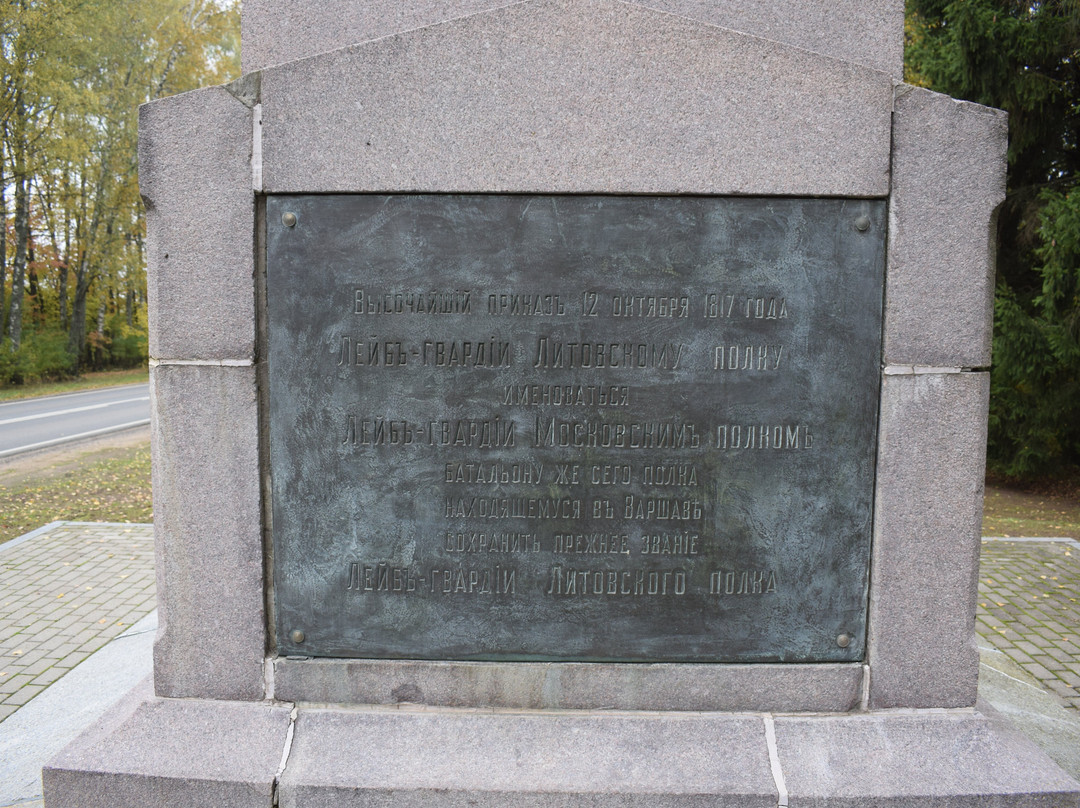 Высочайшій приказъ 12 октября 1817 года
Лейбъ-гвардіи Литовскому полку
именоваться
Лейбъ-гвардіи Московскимъ полкомъ
батальону же сего полка
находящемуся въ Варшавѣ
сохранить прежнее званіе
Лейбъ-гвардіи Литовского полка